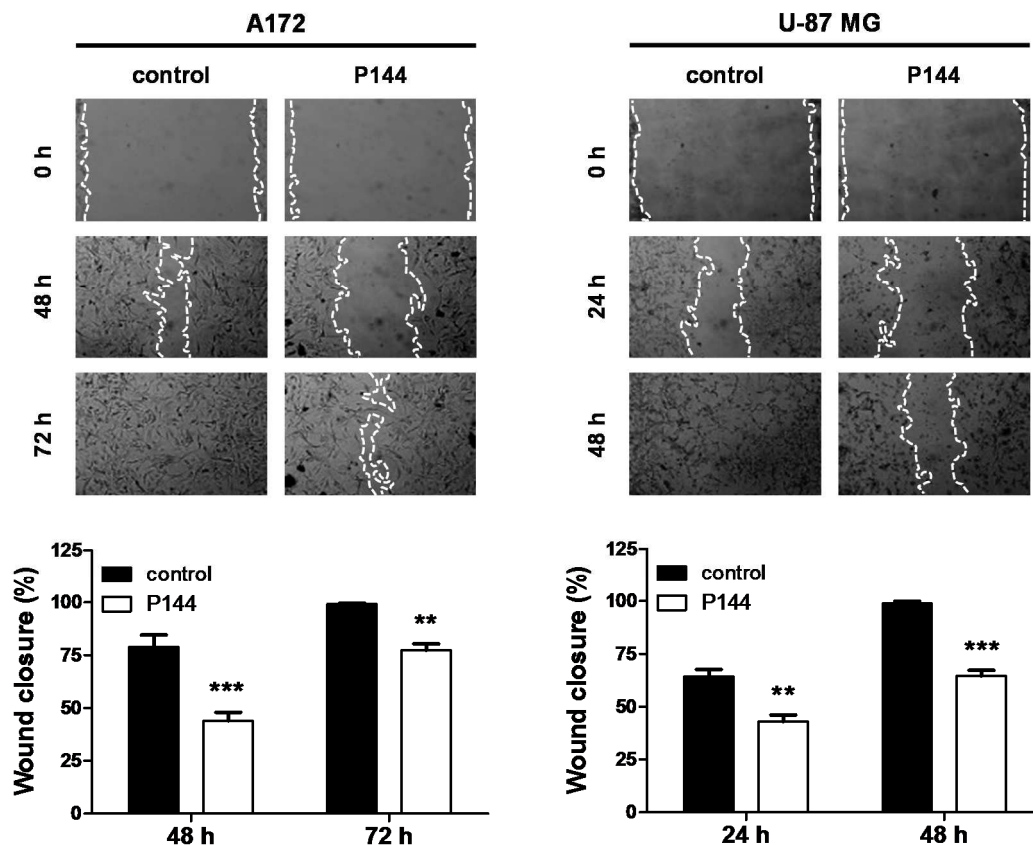 A172
control
P144
0 h
48 h
72 h
U-87 MG
control
P144
0 h
24 h
48 h
Wound closure (%)
125
100
75
50
25
0
control
P144
***
**
48 h
72 h
Wound closure (%)
125
100
75
50
25
0
control
P144
**
***
24 h
48 h